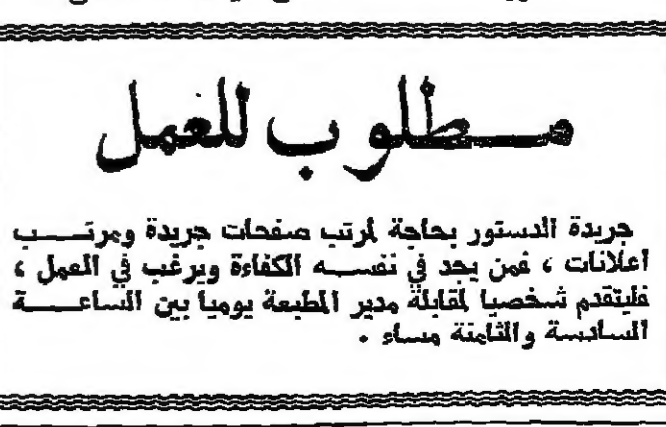 مطلوب للعمل
جريدة الدستور بحاجة لمرتب صفحات جريدة ومرتب
اعلانات ، فمن يجد في نفسه الكفاءة ويرغب في العمل ،
فليتقدم شخصيا لمقابلة مدير المطبعة يوميا بين الساعة
السادسة والثامنة مساء .